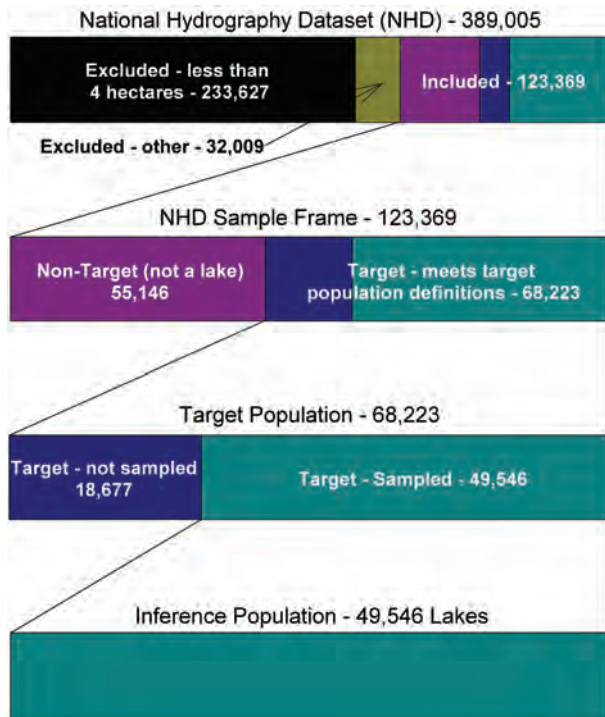 National Hydrography Dataset (NHD) - 389,005
Excluded - less than
4 hectares - 233,627
Included - 123,369
Excluded - other - 32,009
NHD Sample Frame - 123,369
Non-Target (not a lake)
55,146
Target - meets target
population definitions - 68,223
Target Population - 68,223
Target - not sampled
18,677
Target - Sampled - 49,546
Inference Population - 49,546 Lakes